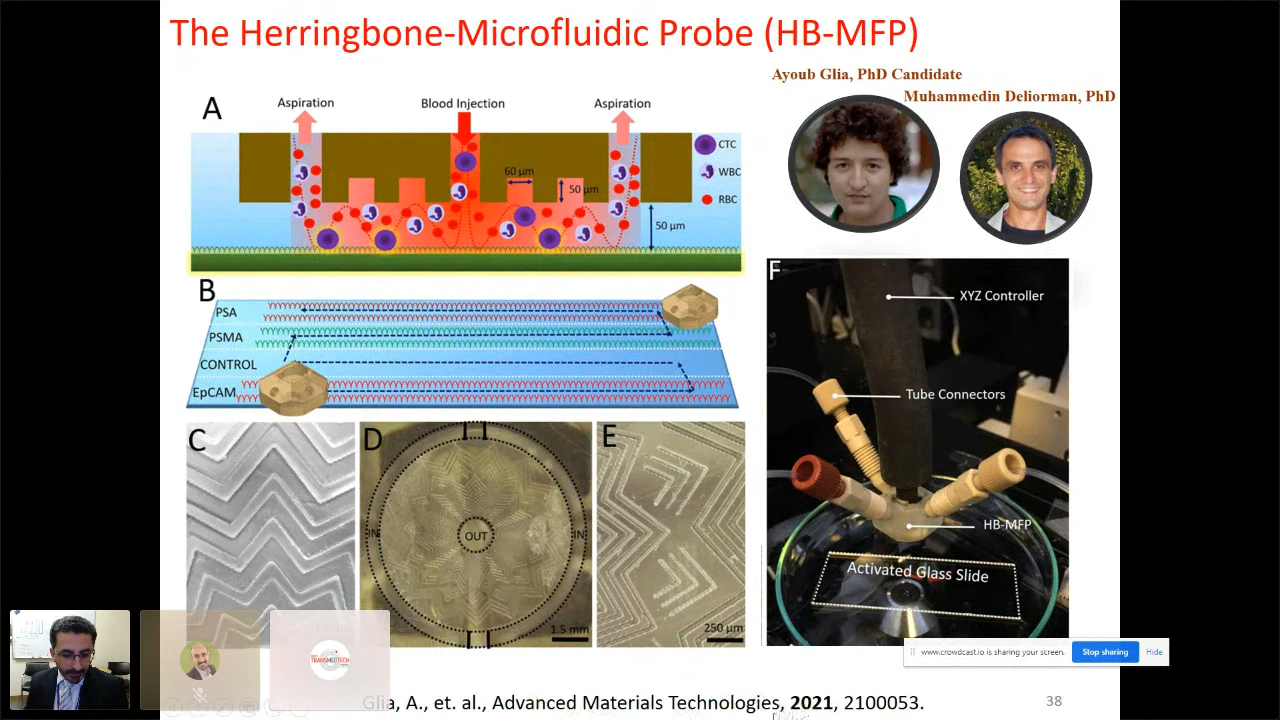 The Herringbone-Microfluidic Probe (HB-MFP)
Ayoub Glia, PhD Candidate
Muhammedin Deliorman, PhD
A
Aspiration
Blood Injection
Aspiration
CTC
WBC
RBC
60 µm
50 µm
50 µm
B
PSA
PSMA
CONTROL
EpCAM
C
D
IN
OUT
IN
1.5 mm
E
250 µm
F
XYZ Controller
Tube Connectors
HB-MFP
Activated Glass Slide
TRANSMEDTECH
www.crowdcast.io is sharing your screen.
Stop sharing
Hide
Glia, A., et. al., Advanced Materials Technologies, 2021, 2100053.
38